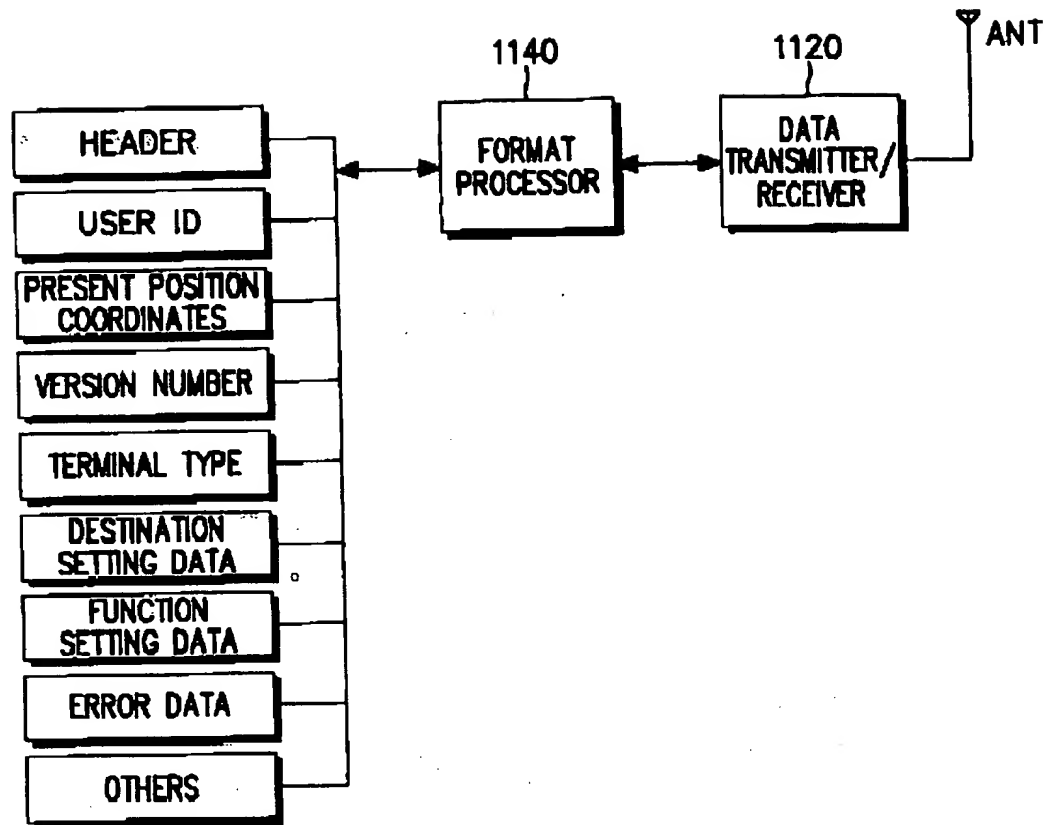 ANT
1140
1120
HEADER
USER ID
PRESENT POSITION
COORDINATES
VERSION NUMBER
TERMINAL TYPE
DESTINATION
SETTING DATA
FUNCTION
SETTING DATA
ERROR DATA
OTHERS
FORMAT
PROCESSOR
DATA
TRANSMITTER/
RECEIVER